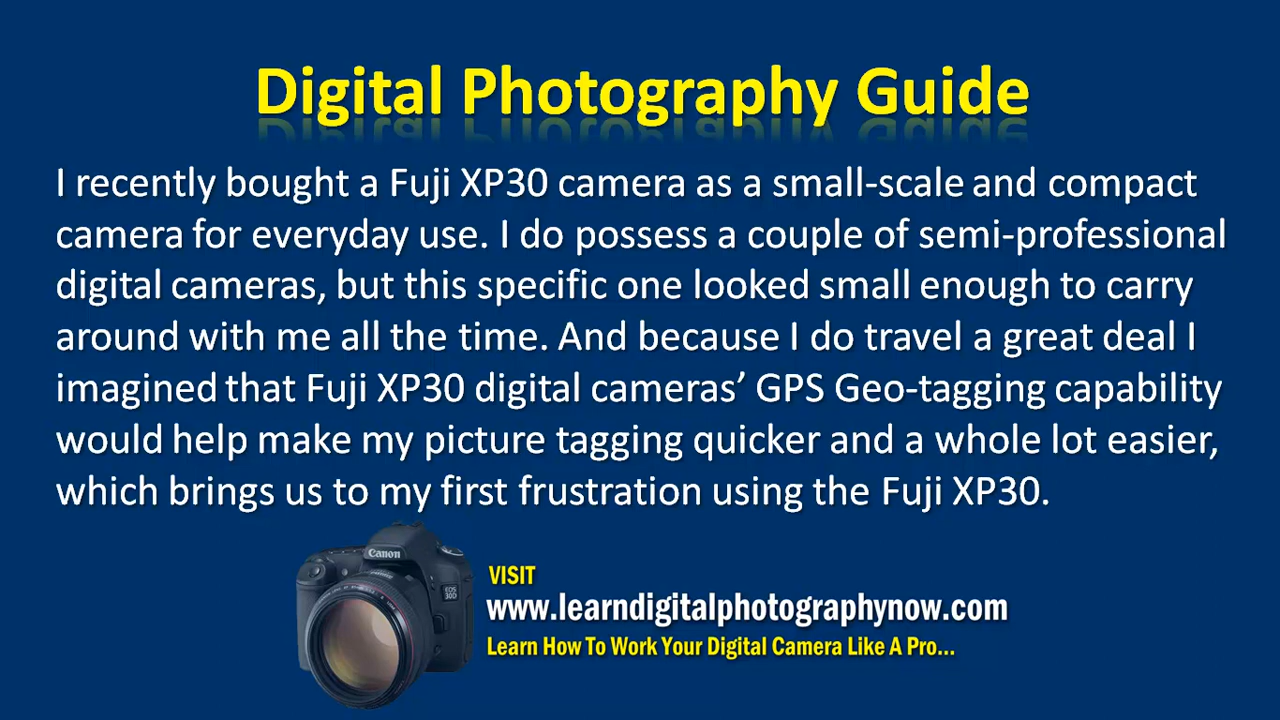 Digital Photography Guide
I recently bought a Fuji XP30 camera as a small-scale and compact
camera for everyday use. I do possess a couple of semi-professional
digital cameras, but this specific one looked small enough to carry
around with me all the time. And because I do travel a great deal I
imagined that Fuji XP30 digital cameras’ GPS Geo-tagging capability
would help make my picture tagging quicker and a whole lot easier,
which brings us to my first frustration using the Fuji XP30.
Canon
EOS
30D
VISIT
www.learndigitalphotographynow.com
Learn How To Work Your Digital Camera Like A Pro...